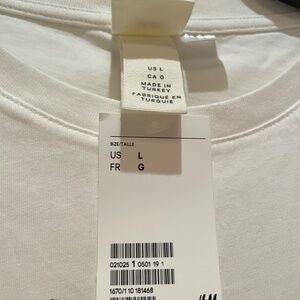 US L
CA G
MADE IN
TURKEY
FABRIQUÉ EN
TURQUIE
SIZE/TAILLE
US L
FR G
021025 1 0501 19 1
1670/110 181468
H&M